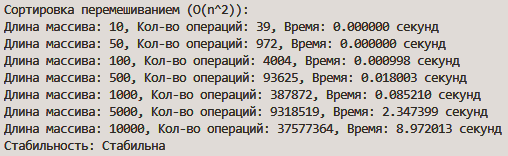 Сортировка перемешиванием (O(n^2)):
Длина массива: 10, Кол-во операций: 39, Время: 0.000000 секунд
Длина массива: 50, Кол-во операций: 972, Время: 0.000000 секунд
Длина массива: 100, Кол-во операций: 4004, Время: 0.000998 секунд
Длина массива: 500, Кол-во операций: 93625, Время: 0.018003 секунд
Длина массива: 1000, Кол-во операций: 387872, Время: 0.085210 секунд
Длина массива: 5000, Кол-во операций: 9318519, Время: 2.347399 секунд
Длина массива: 10000, Кол-во операций: 37577364, Время: 8.972013 секунд
Стабильность: Стабильна